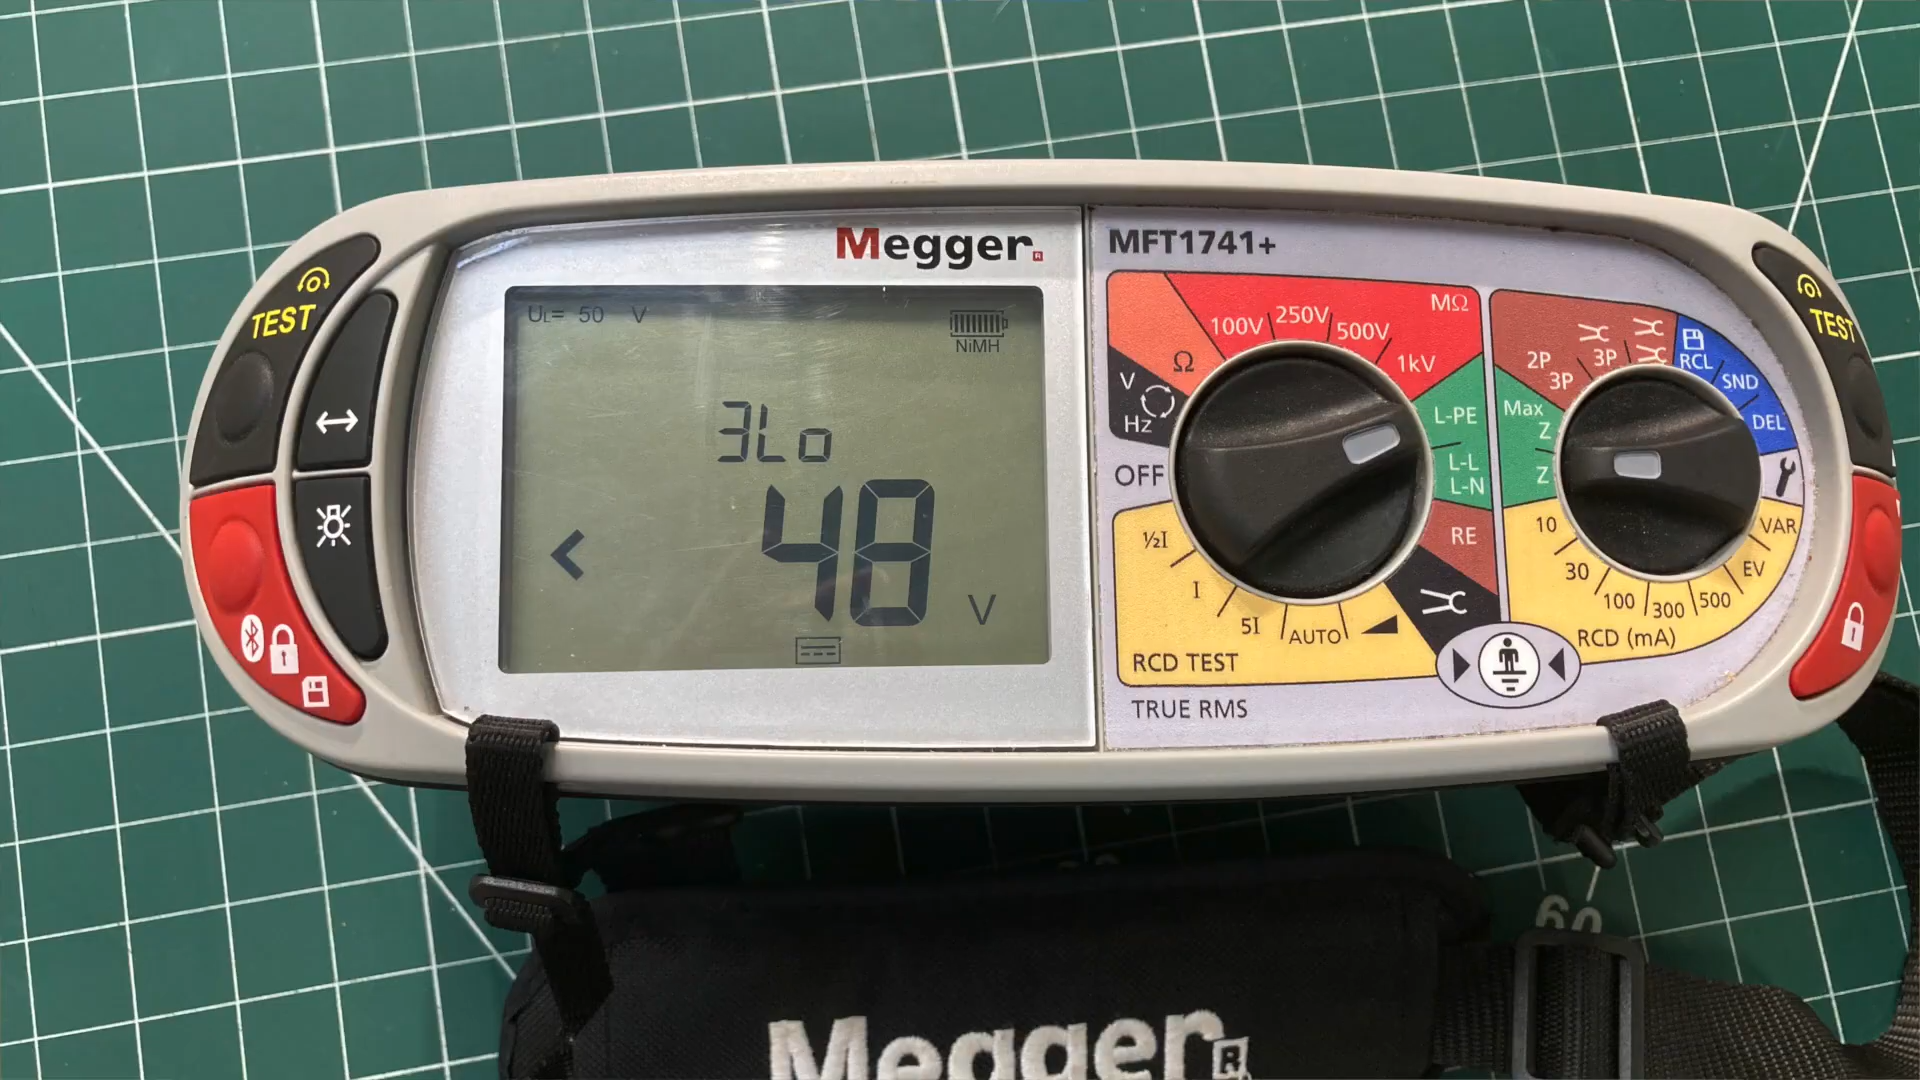 Megger®
MFT1741+
TEST
UL= 50 V
NiMH
3Lo
< 48 V
MΩ
100V
250V
500V
1kV
Ω
V
Hz
OFF
L-PE
L-L
L-N
RE
½I
I
5I
AUTO
RCD TEST
TRUE RMS
2P
3P
3P
RCL
SND
DEL
Max
Z
Z
10
30
100
300
500
EV
VAR
RCD (mA)
TEST
60
Megger®